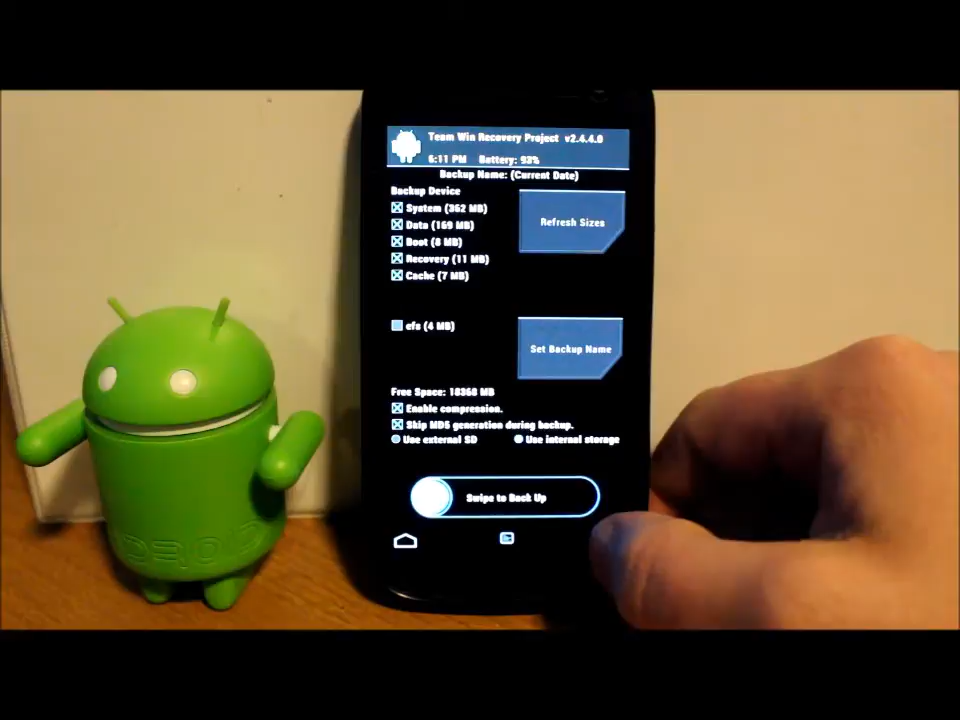 Team Win Recovery Project v2.4.4.0
6:11 PM Battery: 93%
Backup Name: (Current Date)
Backup Device
System (362 MB)
Refresh Sizes
Data (169 MB)
Boot (8 MB)
Recovery (11 MB)
Cache (7 MB)
efs (4 MB)
Set Backup Name
Free Space: 18368 MB
Enable compression.
Skip MD5 generation during backup.
Use external SD Use internal storage
Swipe to Back Up